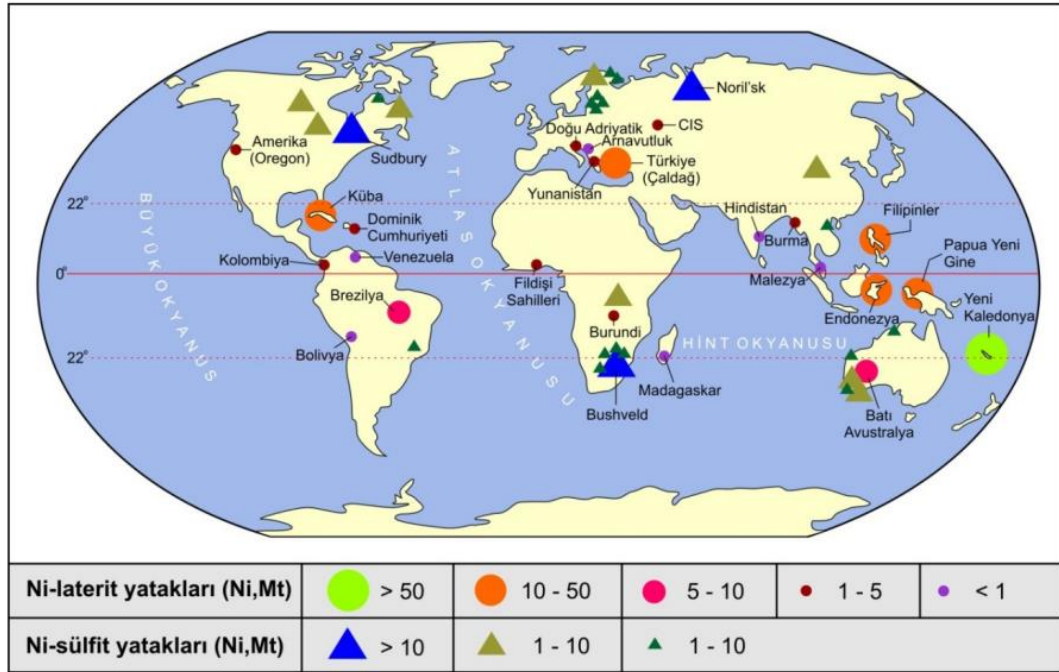 Noril'sk
CIS
Doğu Adriyatik
Arnavutluk
Amerika
(Oregon)
Sudbury
Türkiye
(Çaldağ)
Yunanistan
ATLAS OKYANUSU
BÜYÜK OKYANUS
22°
Küba
Hindistan
Filipinler
Dominik
Cumhuriyeti
Burma
Papua Yeni
Gine
Kolombiya
Venezuela
0°
Fildişi
Sahilleri
Malezya
Brezilya
Endonezya
Yeni
Kaledonya
Burundi
HİNT OKYANUSU
Bolivya
22°
Madagaskar
Bushveld
Batı
Avustralya
Ni-laterit yatakları (Ni,Mt) > 50 10 - 50 5 - 10 1 - 5 < 1
Ni-sülfit yatakları (Ni,Mt) > 10 1 - 10 1 - 10